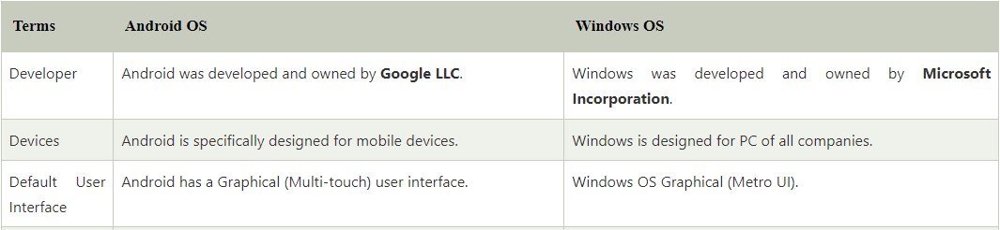 Terms Android OS Windows OS
Developer Android was developed and owned by Google LLC. Windows was developed and owned by Microsoft
Incorporation.
Devices Android is specifically designed for mobile devices. Windows is designed for PC of all companies.
Default User Android has a Graphical (Multi-touch) user interface. Windows OS Graphical (Metro UI).
Interface